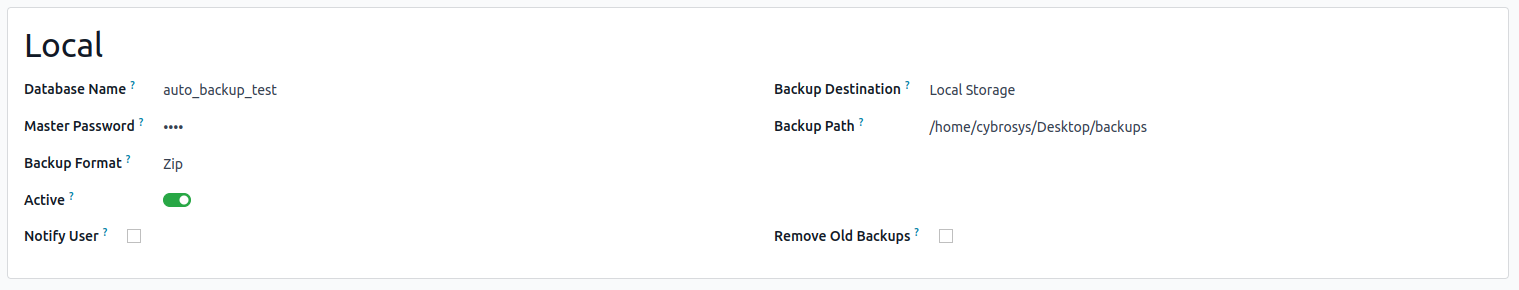 Local
Database Name ? auto_backup_test
Backup Destination ? Local Storage
Master Password ? ••••
Backup Path ? /home/cybrosys/Desktop/backups
Backup Format ? Zip
Active ?
Notify User ?
Remove Old Backups ?